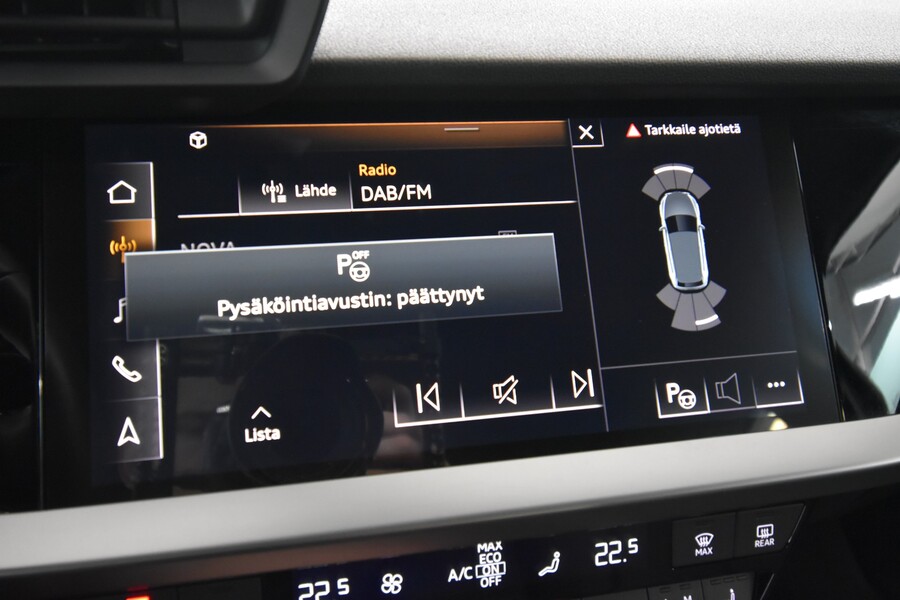 Tarkkaile ajotietä
Radio
Lähde
DAB/FM
NOVA
P OFF
Pysäköintiavustin: päättynyt
P
Lista
MAX
ECO
A/C ON
OFF
22.5
22.5
MAX
REAR